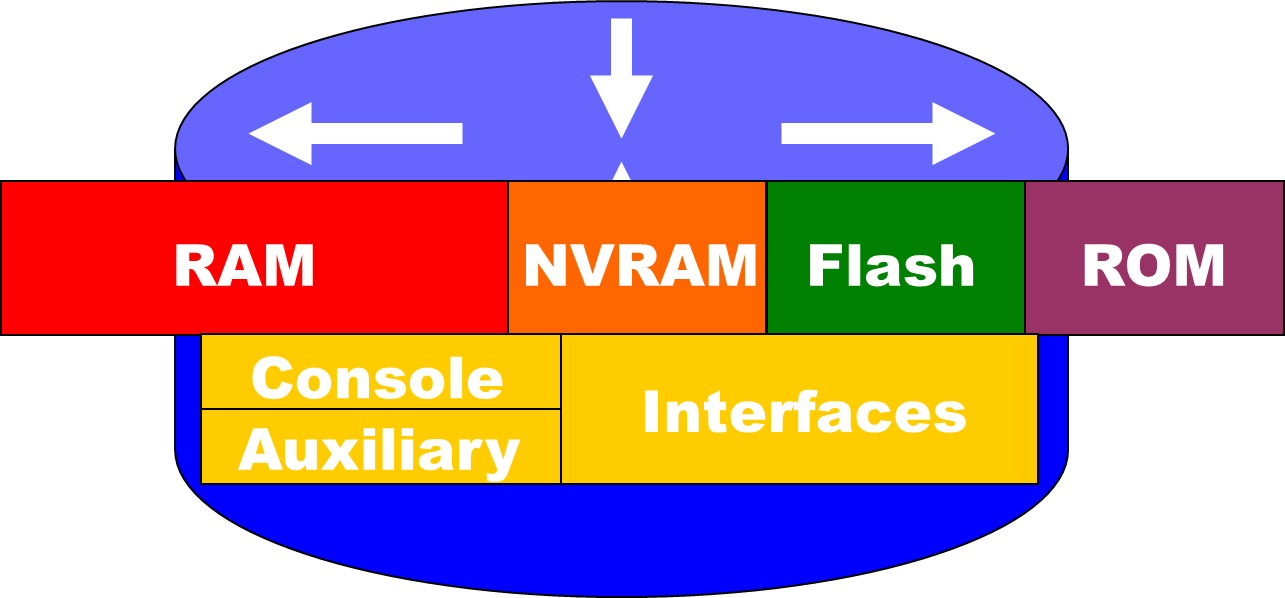 RAM
NVRAM
Flash
ROM
Console
Auxiliary
Interfaces